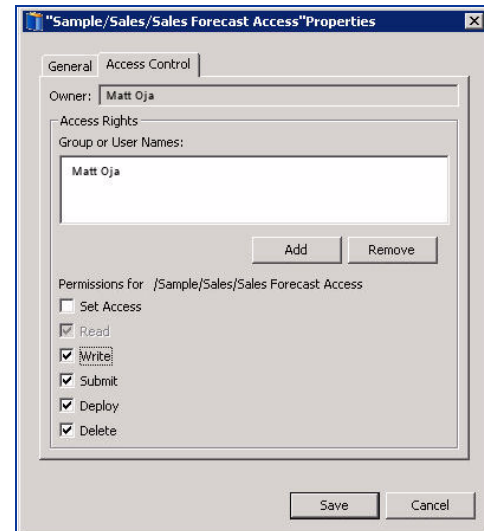 "Sample/Sales/Sales Forecast Access"Properties
General Access Control
Owner: Matt Oja
Access Rights
Group or User Names:
Matt Oja
Add Remove
Permissions for /Sample/Sales/Sales Forecast Access
Set Access
Read
Write
Submit
Deploy
Delete
Save Cancel